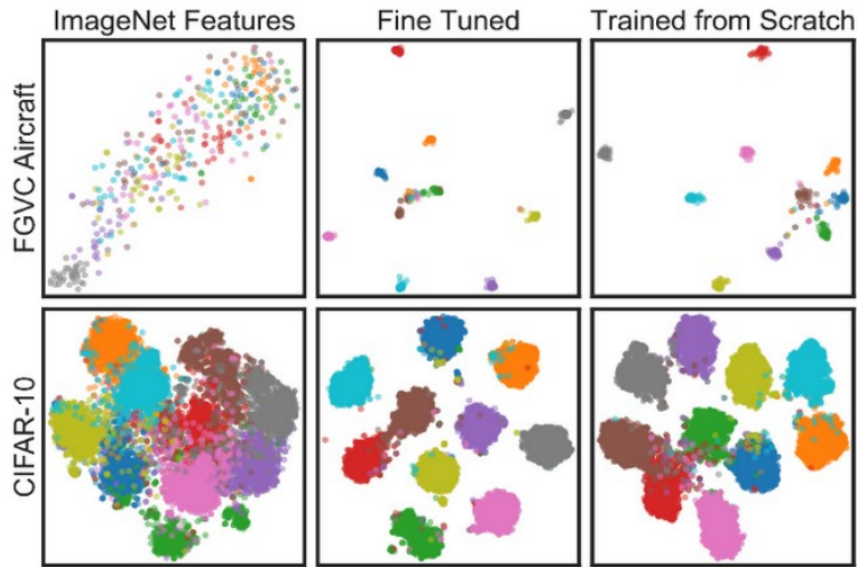 ImageNet Features
Fine Tuned
Trained from Scratch
FGVC Aircraft
CIFAR-10